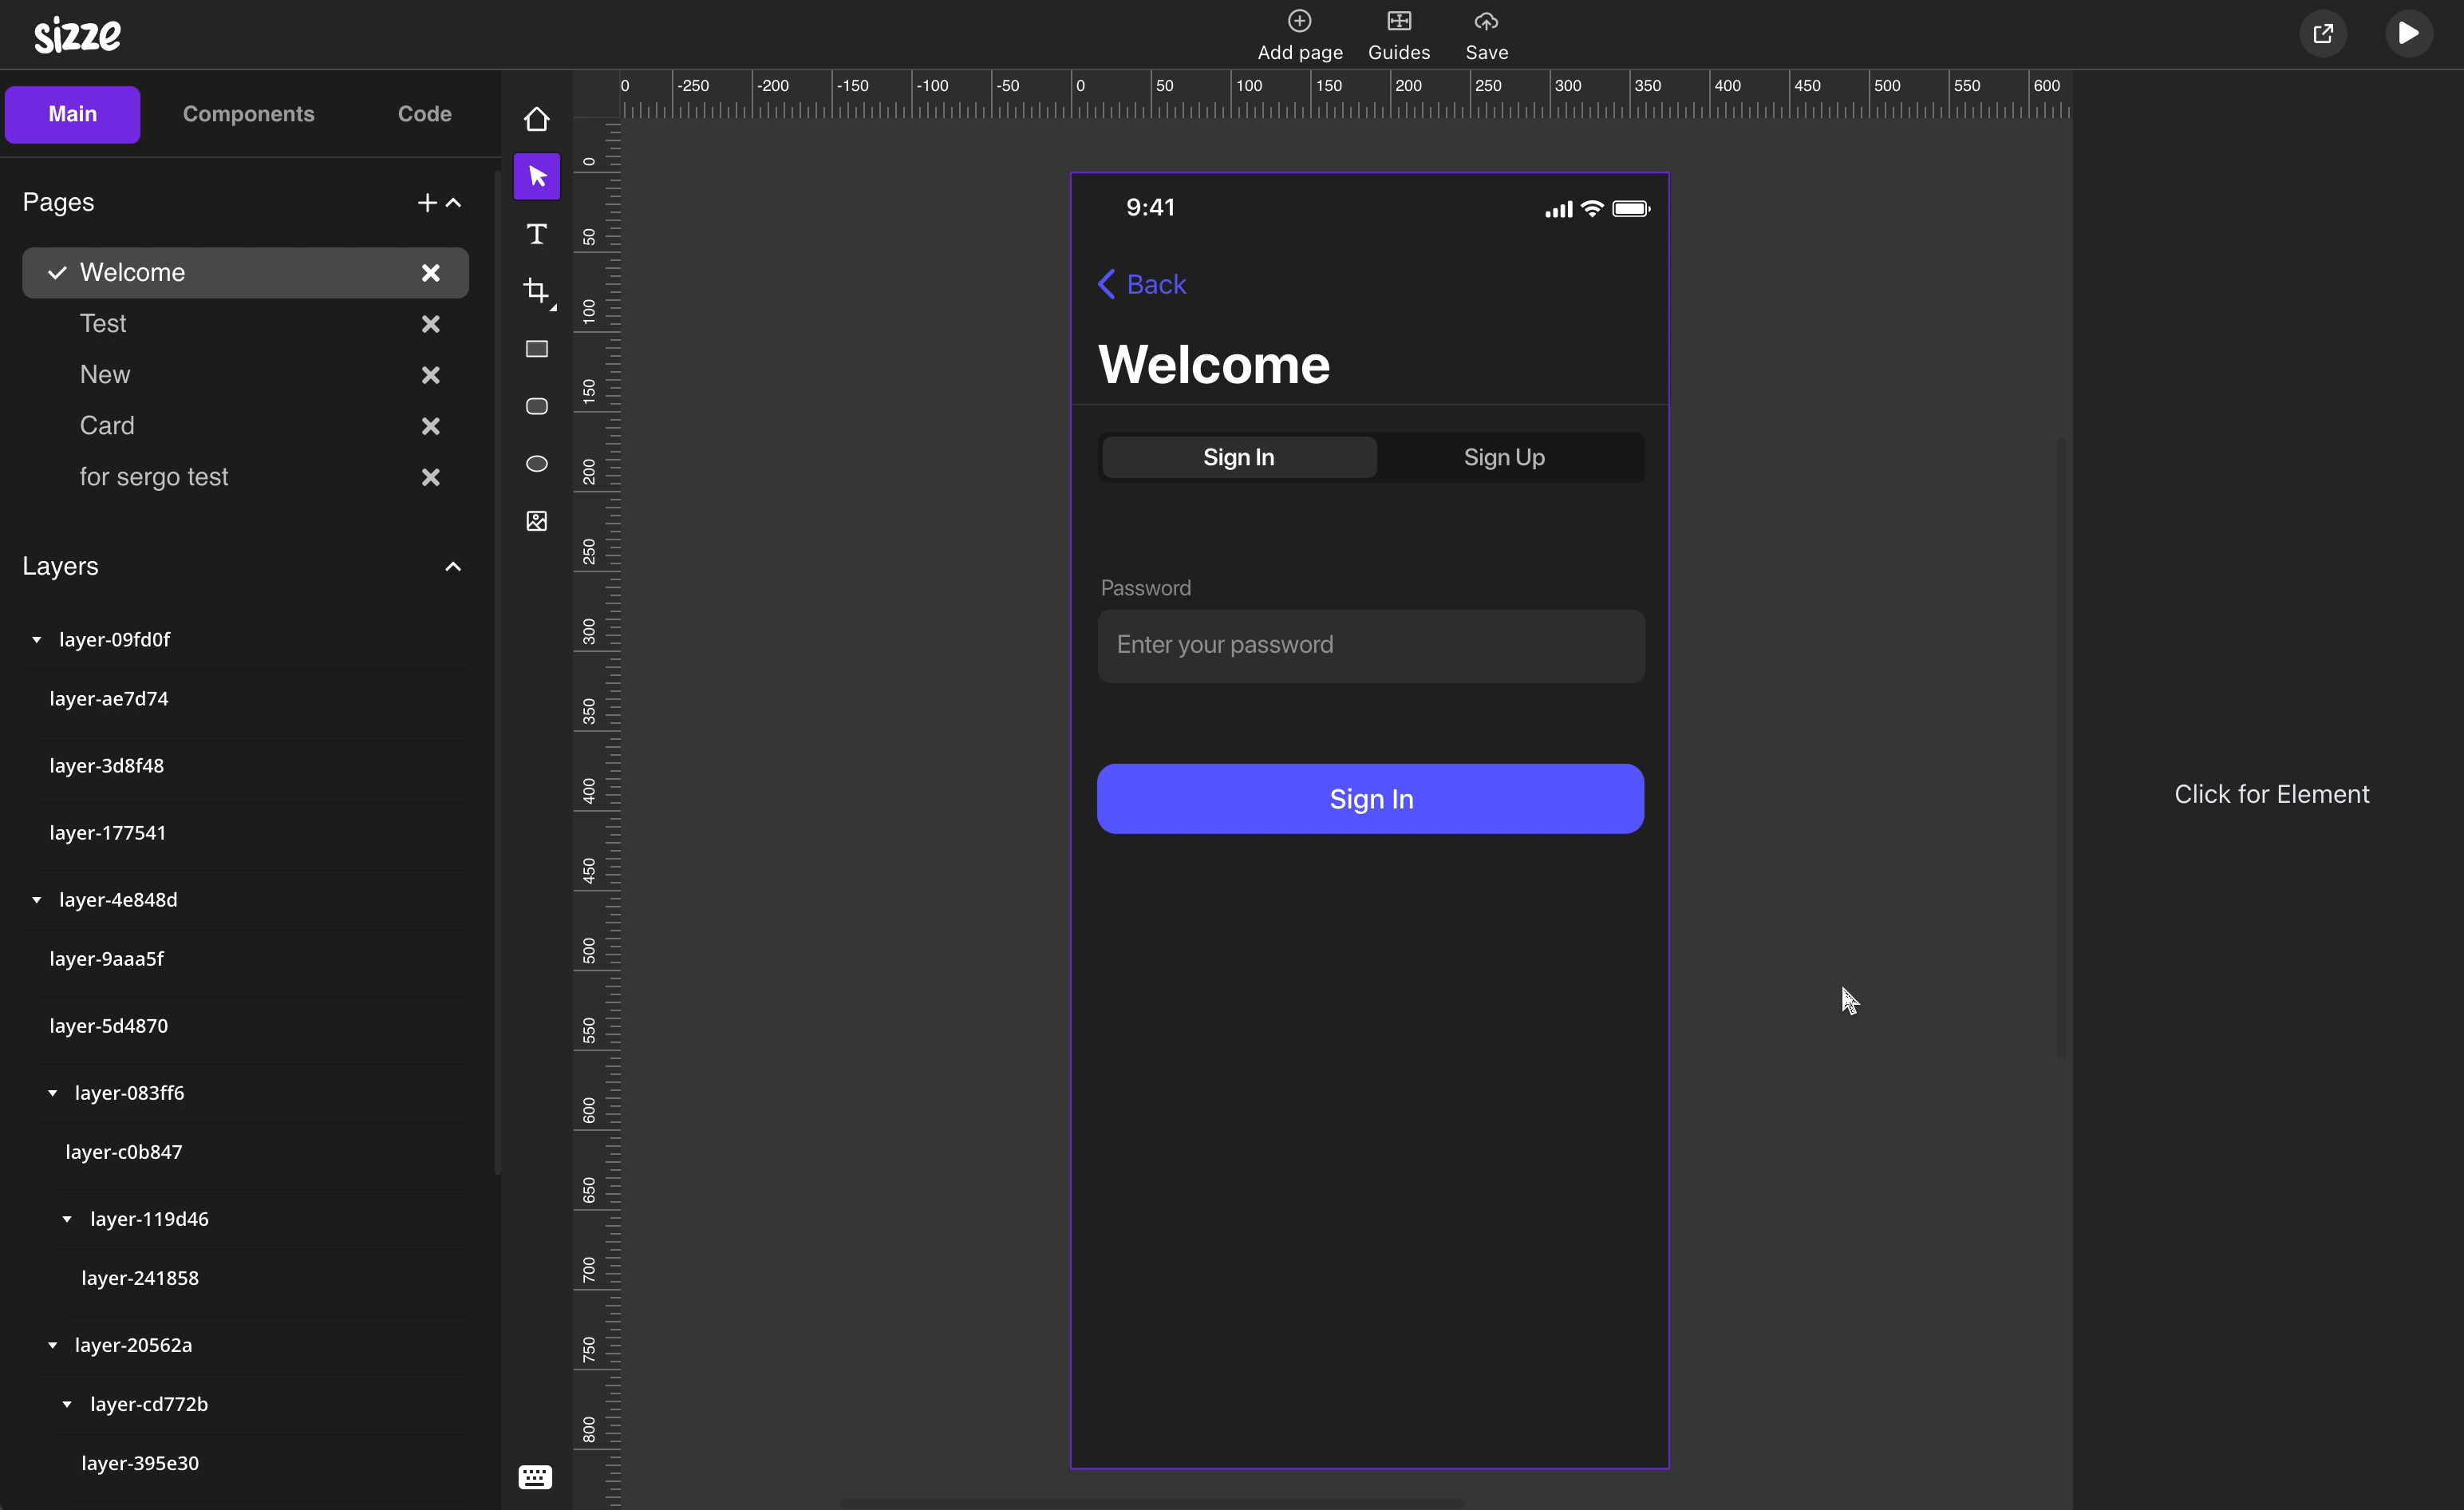 sizze
Add page
Guides
Save
Main
Components
Code
Pages
Welcome
Test
New
Card
for sergo test
Layers
layer-09fd0f
layer-ae7d74
layer-3d8f48
layer-177541
layer-4e848d
layer-9aaa5f
layer-5d4870
layer-083ff6
layer-c0b847
layer-119d46
layer-241858
layer-20562a
layer-cd772b
layer-395e30
T
0 -250 -200 -150 -100 -50 0 50 100 150 200 250 300 350 400 450 500 550 600
0
50
100
150
200
250
300
350
400
450
500
550
600
650
700
750
800
9:41
Back
Welcome
Sign In
Sign Up
Password
Enter your password
Sign In
Click for Element